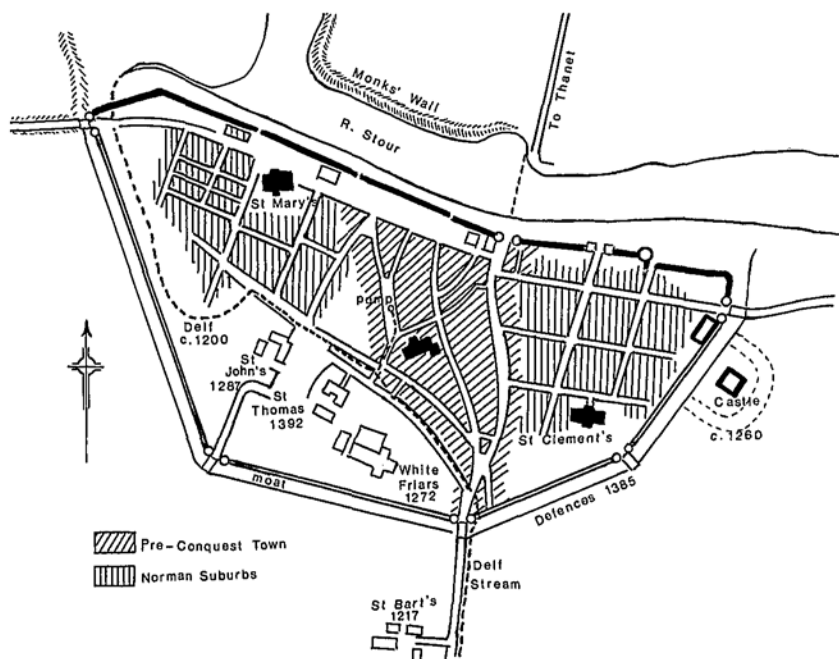 To Thanet
Monks' Wall
R. Stour
St Mary's
pump
Delf
c.1200
St
John's
1287
St
Thomas
1392
White
Friars
1272
St Clement's
Castle
c.1260
moat
Defences 1385
Pre-Conquest Town
Norman Suburbs
Delf
Stream
St Bart's
1217